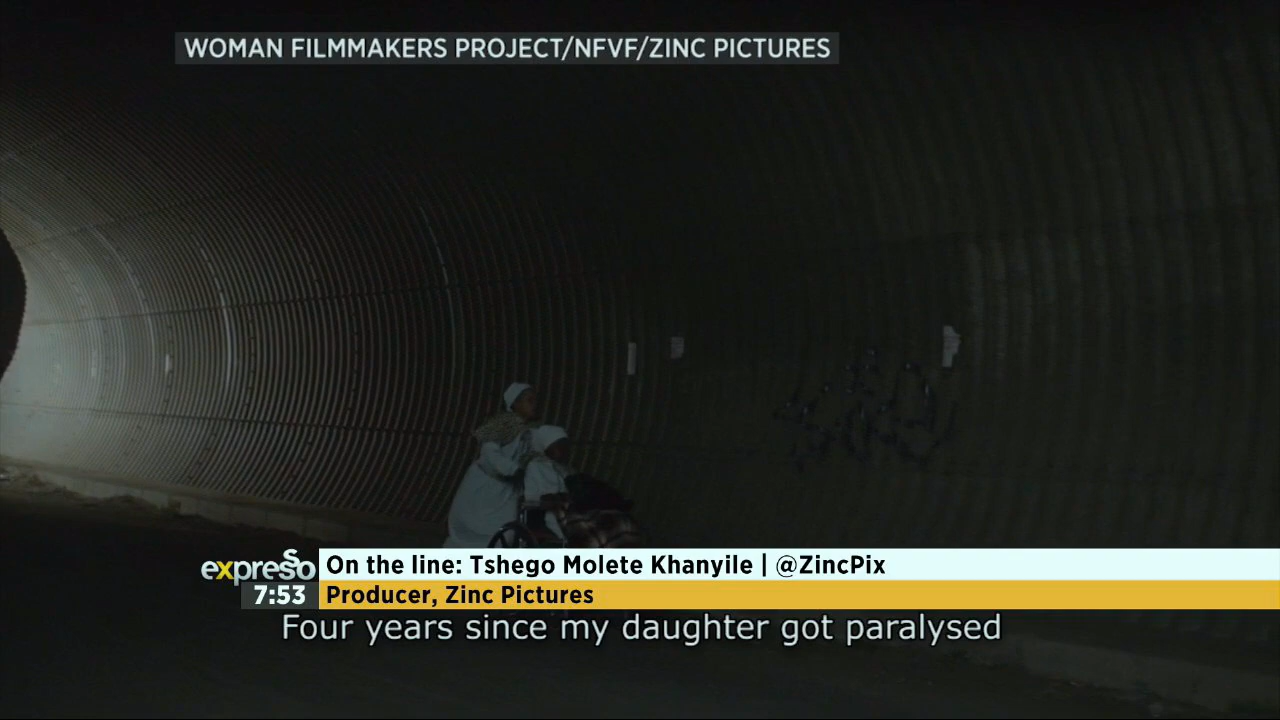 WOMAN FILMMAKERS PROJECT/NFVF/ZINC PICTURES
expresso
On the line: Tshego Molete Khanyile | @ZincPix
7:53
Producer, Zinc Pictures
Four years since my daughter got paralysed